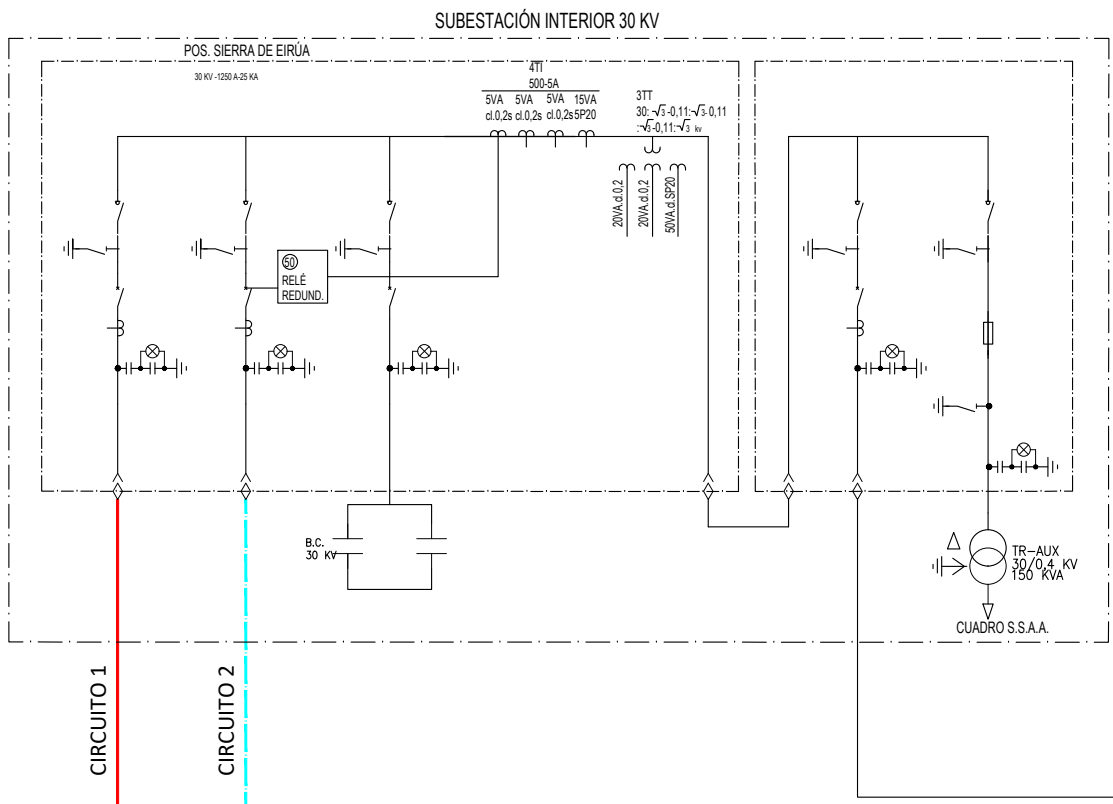 SUBESTACIÓN INTERIOR 30 KV
POS. SIERRA DE EIRÚA
30 KV -1250 A-25 KA
4TI
500-5A
5VA 5VA 5VA 15VA
cl.0,2s cl.0,2s cl.0,2s 5P20
3TT
30: √3 -0,11:√3-0,11
:√3-0,11:√3 kv
20VA.cl.0,2
20VA.cl.0,2
50VA.cl.5P20
50
RELÉ
REDUND.
B.C.
30 KV
TR-AUX
30/0,4 KV
150 KVA
CUADRO S.S.A.A.
CIRCUITO 1
CIRCUITO 2